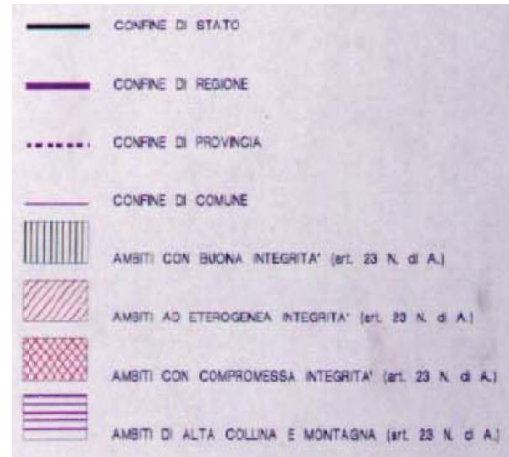 CONFINE DI STATO
CONFINE DI REGIONE
CONFINE DI PROVINCIA
CONFINE DI COMUNE
AMBITI CON BUONA INTEGRITA' (art. 23 N. di A.)
AMBITI AD ETEROGENEA INTEGRITA' (art. 23 N. di A.)
AMBITI CON COMPROMESSA INTEGRITA' (art. 23 N. di A.)
AMBITI DI ALTA COLLINA E MONTAGNA (art. 23 N. di A.)